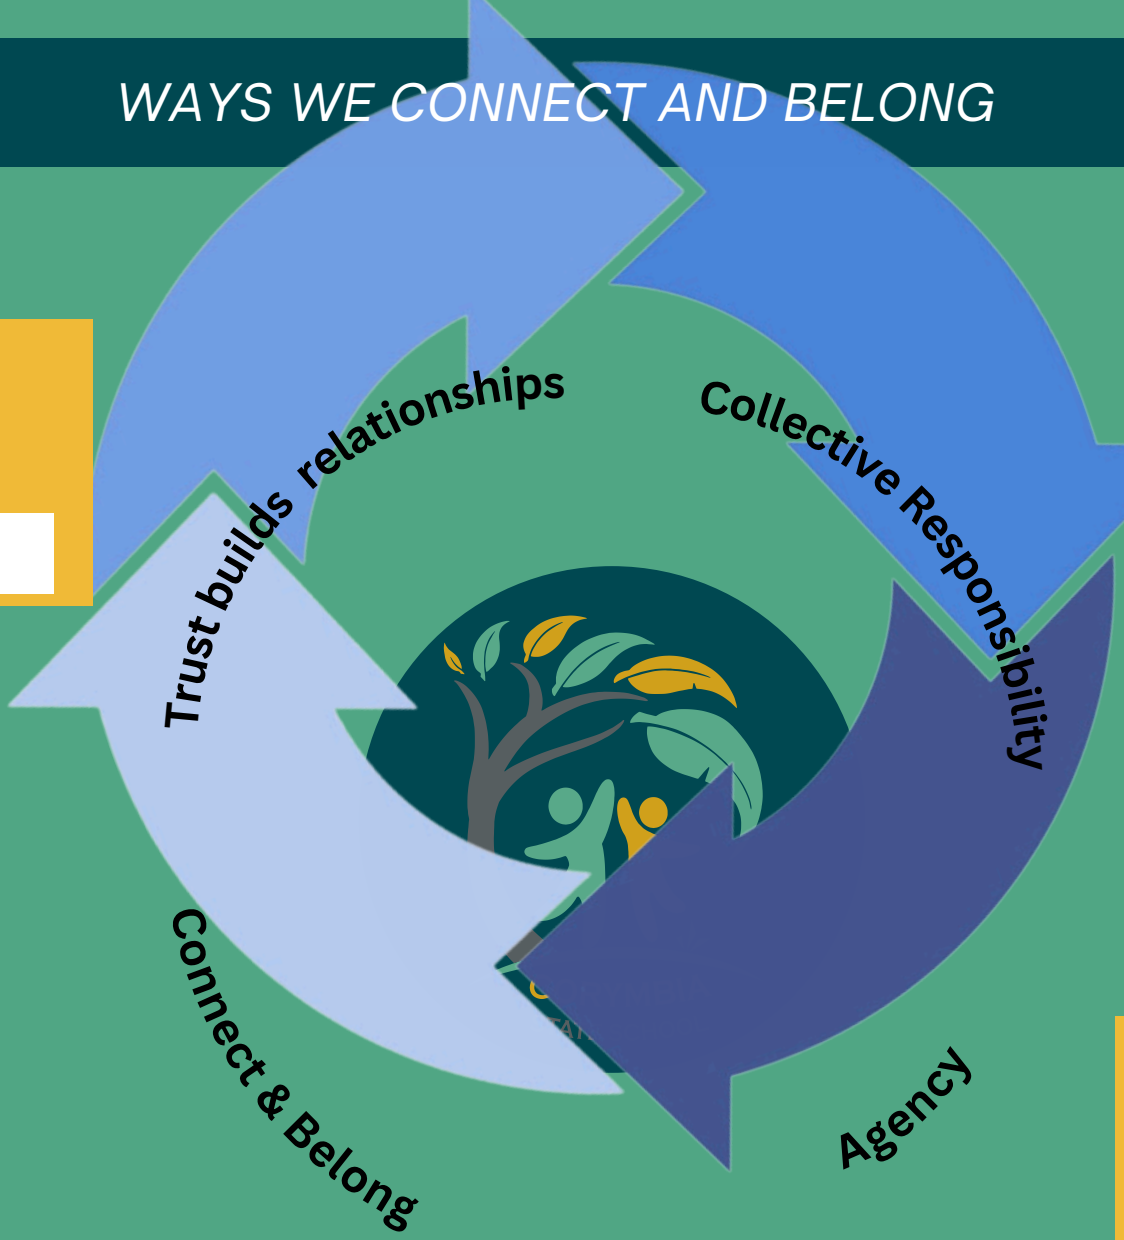 WAYS WE CONNECT AND BELONG
Trust builds relationships
Collective Responsibility
Connect & Belong
Agency